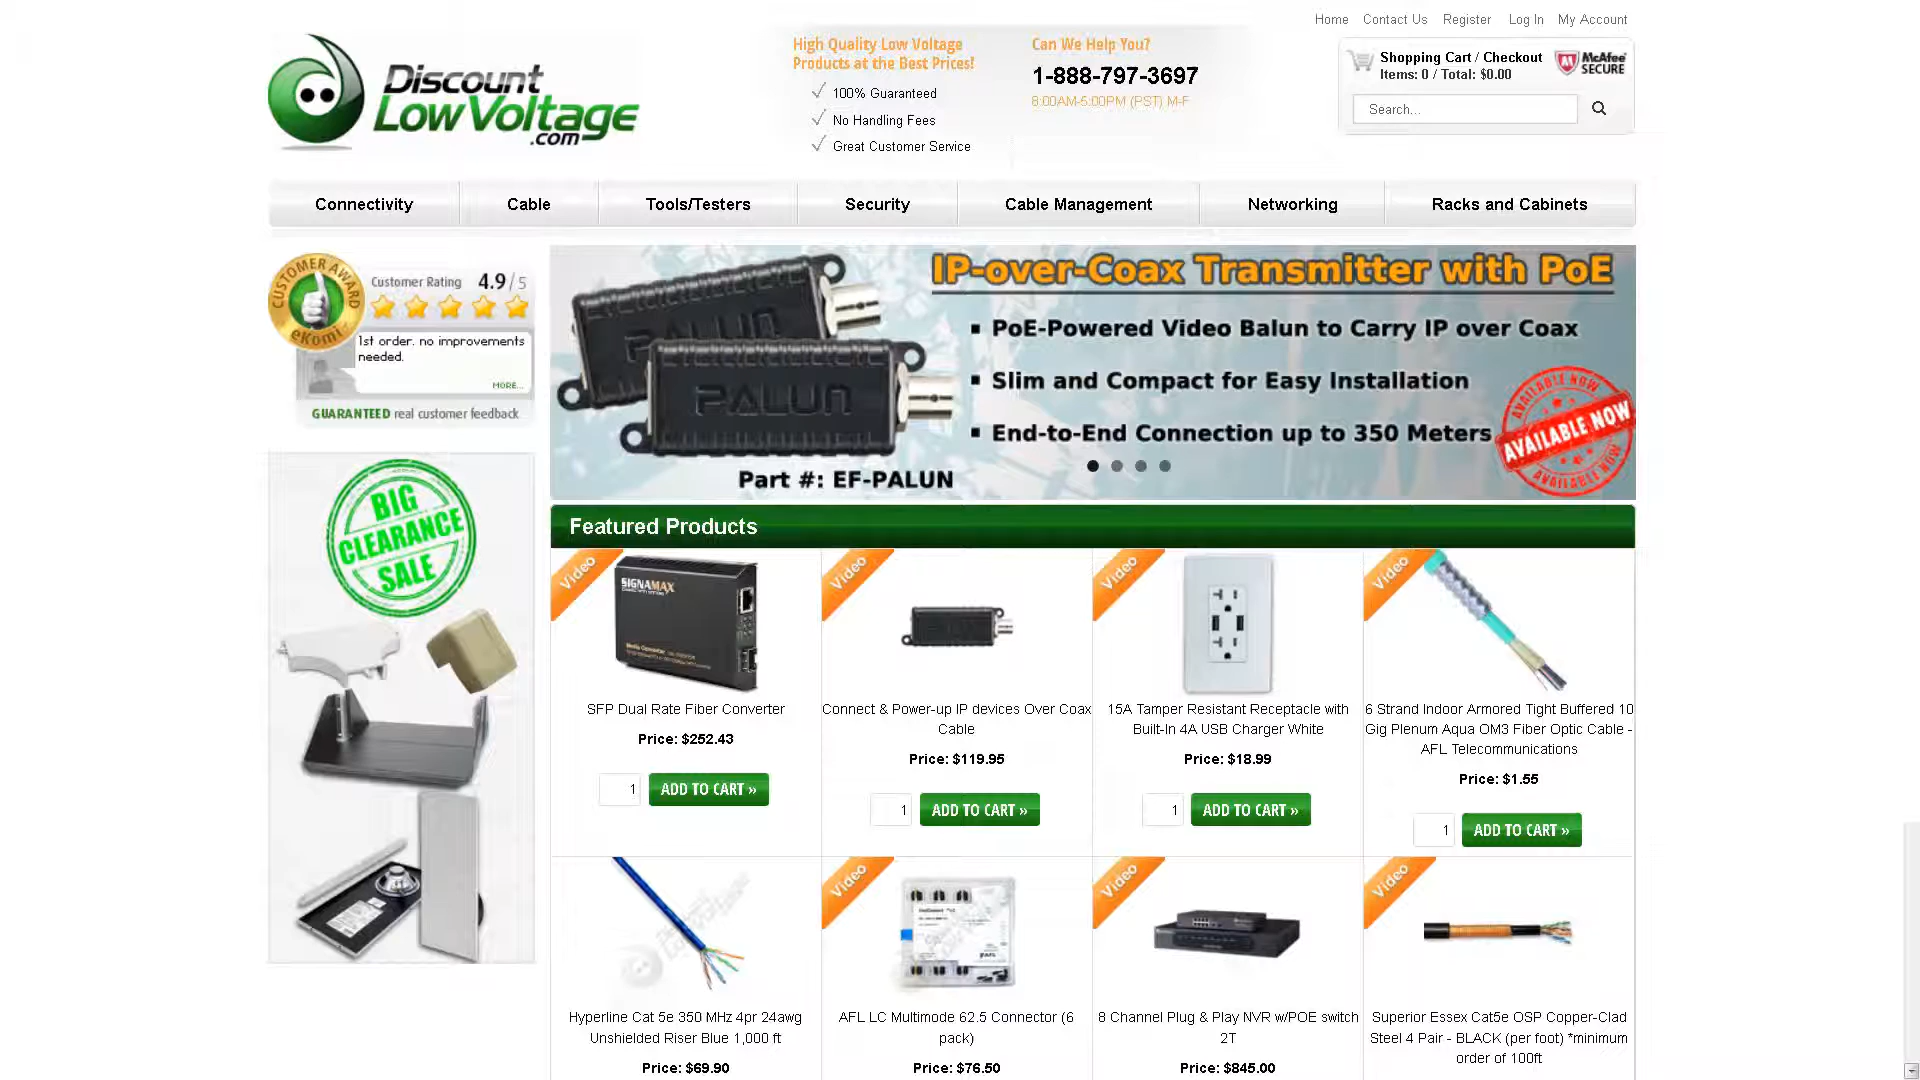 Home Contact Us Register Log In My Account
Discount
LowVoltage
.com
High Quality Low Voltage
Products at the Best Prices!
100% Guaranteed
No Handling Fees
Great Customer Service
Can We Help You?
1-888-797-3697
8:00AM-5:00PM (PST) M-F
Shopping Cart / Checkout
Items: 0 / Total: $0.00
McAfee
SECURE
Search...
Connectivity Cable Tools/Testers Security Cable Management Networking Racks and Cabinets
CUSTOMER AWARD
eKomi
Customer Rating 4.9 / 5
1st order. no improvements
needed.
MORE...
GUARANTEED real customer feedback
BIG
CLEARANCE
SALE
IP-over-Coax Transmitter with PoE
PoE-Powered Video Balun to Carry IP over Coax
Slim and Compact for Easy Installation
End-to-End Connection up to 350 Meters
PALUN
PALUN
Part #: EF-PALUN
AVAILABLE NOW
AVAILABLE NOW
AVAILABLE NOW
Featured Products
Video
SIGNAMAX
SFP Dual Rate Fiber Converter
Price: $252.43
1 ADD TO CART »
Video
Connect & Power-up IP devices Over Coax
Cable
Price: $119.95
1 ADD TO CART »
Video
15A Tamper Resistant Receptacle with
Built-In 4A USB Charger White
Price: $18.99
1 ADD TO CART »
Video
6 Strand Indoor Armored Tight Buffered 10
Gig Plenum Aqua OM3 Fiber Optic Cable -
AFL Telecommunications
Price: $1.55
1 ADD TO CART »
Hyperline Cat 5e 350 MHz 4pr 24awg
Unshielded Riser Blue 1,000 ft
Price: $69.90
Video
AFL LC Multimode 62.5 Connector (6
pack)
Price: $76.50
Video
8 Channel Plug & Play NVR w/POE switch
2T
Price: $845.00
Video
Superior Essex Cat5e OSP Copper-Clad
Steel 4 Pair - BLACK (per foot) *minimum
order of 100ft